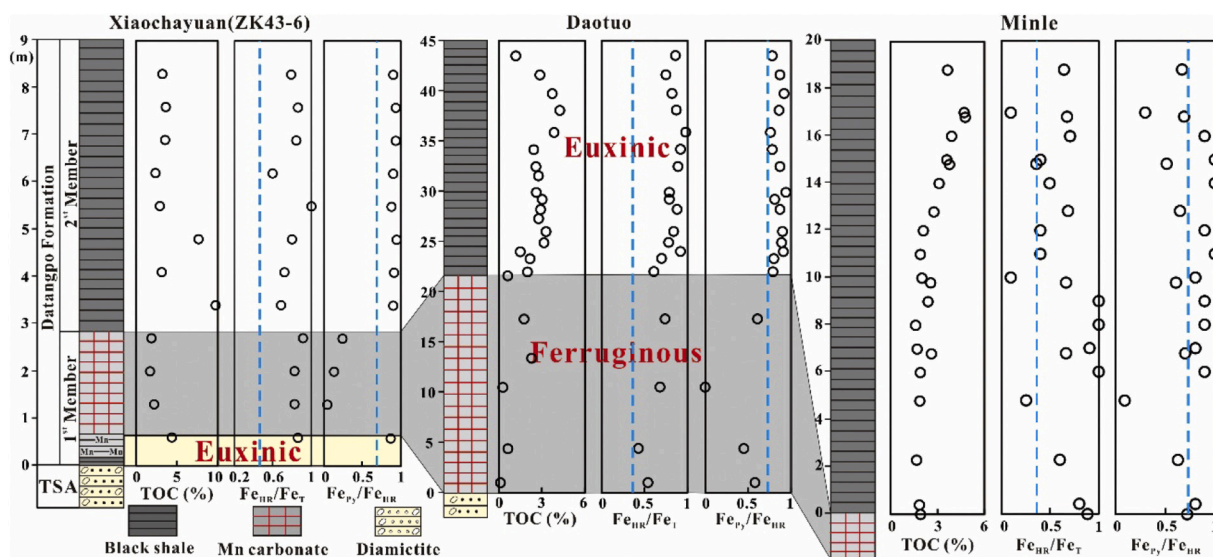 Xiaochayuan(ZK43-6)
Daotuo
Minle
9
(m)
8
7
6
5
4
3
2
1
0
Datangpo Formation
2st Member
1st Member
TSA
Mn
Mn Mn
Euxinic
0 5 10
TOC (%)
0.2 0.6 1
FeHR/FeT
0 0.5 1
FePy/FeHR
45
40
35
30
25
20
15
10
5
0
Euxinic
Ferruginous
0 3 6
TOC (%)
0 0.5 1
FeHR/FeT
0 0.5 1
FePy/FeHR
20
18
16
14
12
10
8
6
4
2
0
0 3 6
TOC (%)
0 0.5 1
FeHR/FeT
0 0.5 1
FePy/FeHR
Black shale
Mn carbonate
Diamictite